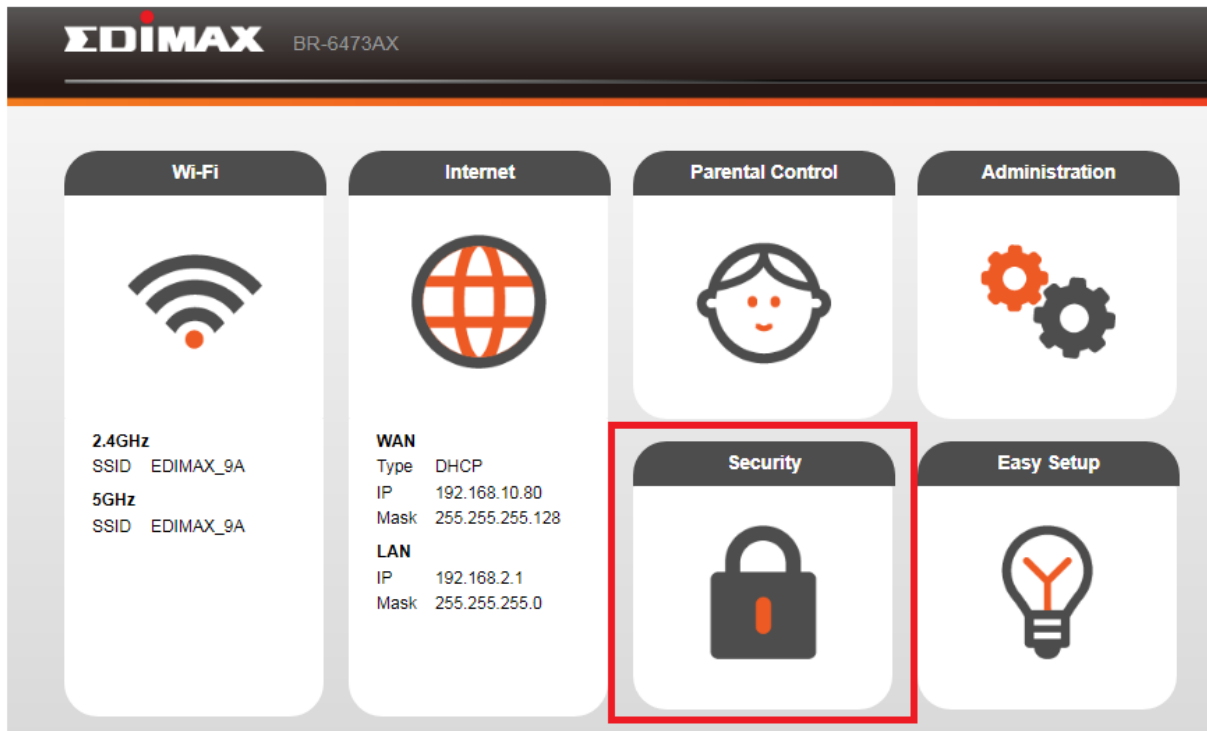 EDIMAX BR-6473AX
Wi-Fi
Internet
Parental Control
Administration
2.4GHz
SSID EDIMAX_9A
5GHz
SSID EDIMAX_9A
WAN
Type DHCP
IP 192.168.10.80
Mask 255.255.255.128
LAN
IP 192.168.2.1
Mask 255.255.255.0
Security
Easy Setup